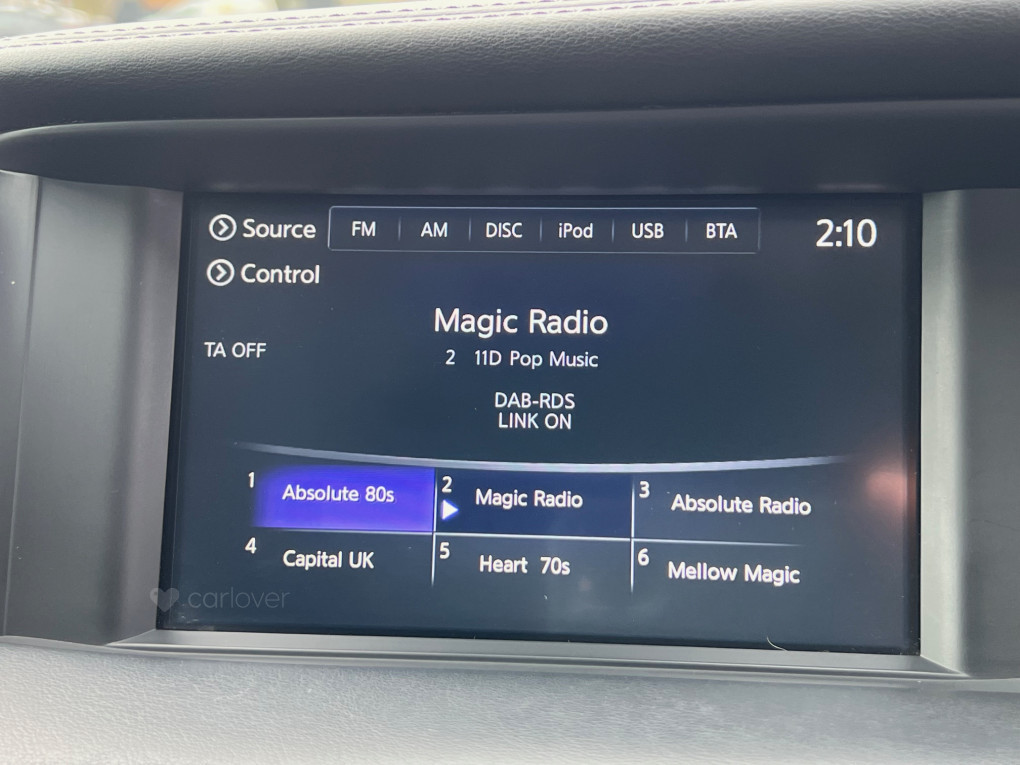 Source FM AM DISC iPod USB BTA 2:10
Control
Magic Radio
TA OFF
2 11D Pop Music
DAB-RDS
LINK ON
1 Absolute 80s 2 Magic Radio 3 Absolute Radio
4 Capital UK 5 Heart 70s 6 Mellow Magic
carlover